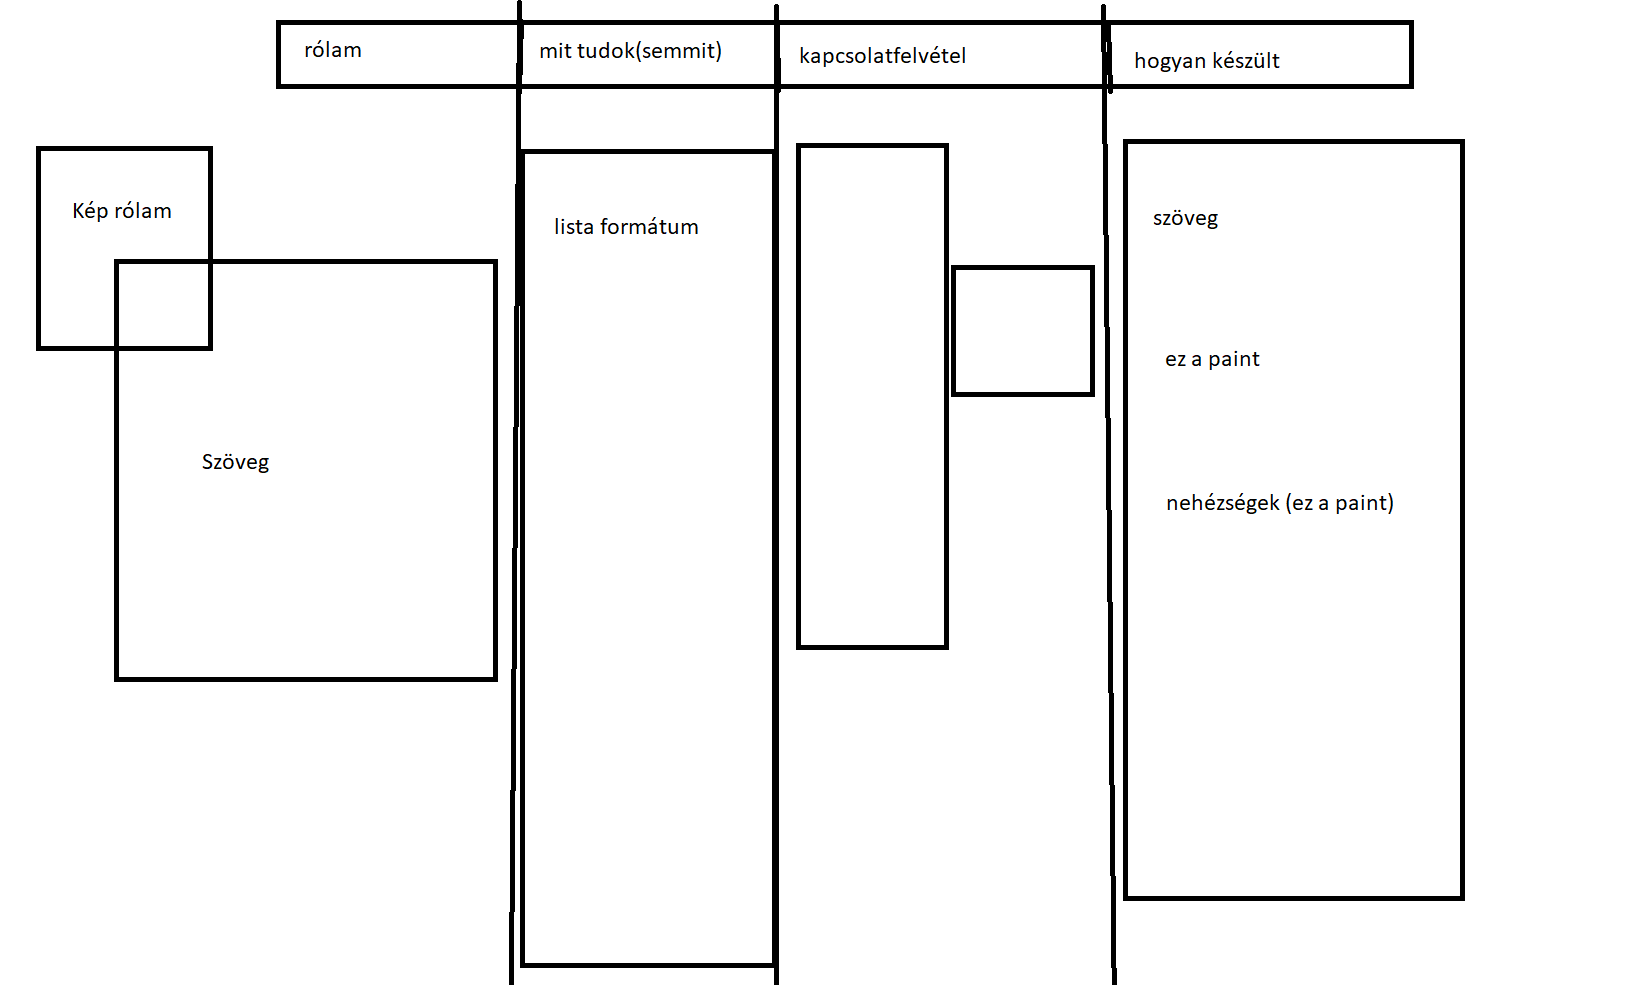 rólam
mit tudok(semmit)
kapcsolatfelvétel
hogyan készült
Kép rólam
Szöveg
lista formátum
szöveg
ez a paint
nehézségek (ez a paint)